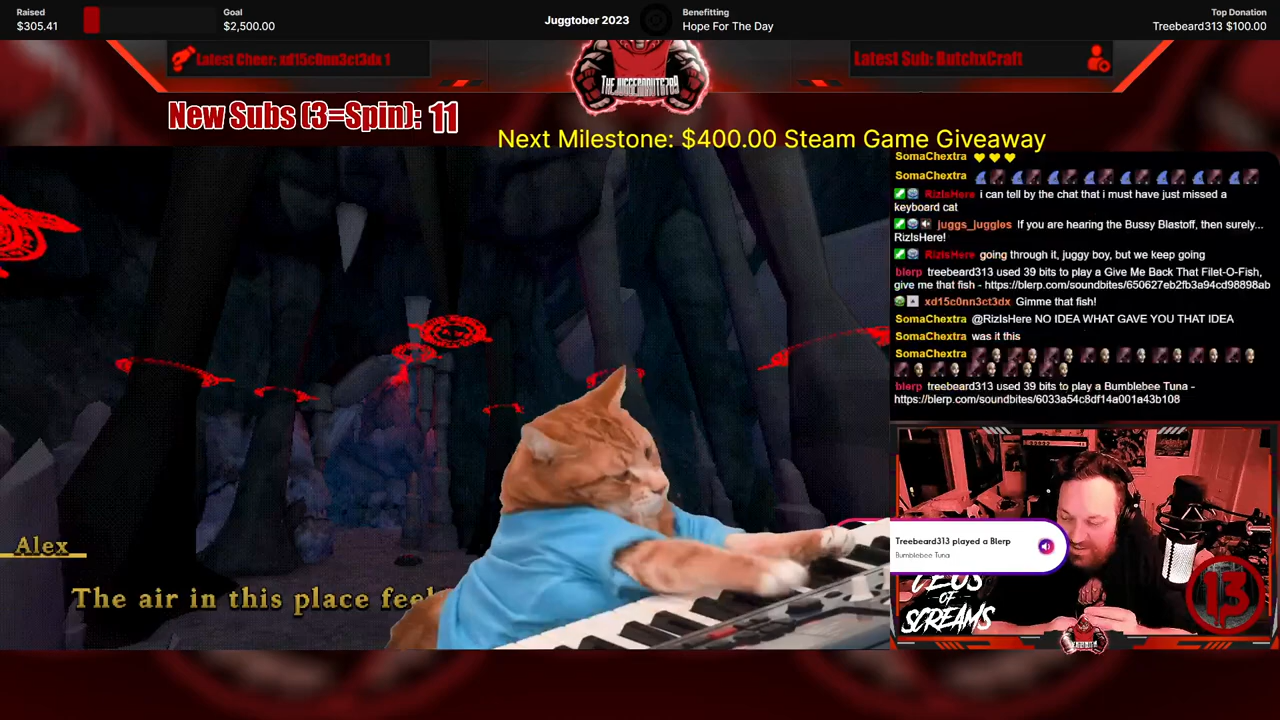 Raised
$305.41
Goal
$2,500.00
Juggtober 2023
Benefitting
Hope For The Day
Top Donation
Treebeard313 $100.00
Latest Cheer: xd15c0nn3ct3dx 1
THEJUGGERNAUT6789
Latest Sub: RutchxCraft
New Subs (3=Spin): 11
Next Milestone: $400.00 Steam Game Giveaway
SomaChextra
SomaChextra
RizIsHere i can tell by the chat that i must have just missed a
keyboard cat
juggs_juggles If you are hearing the Bussy Blastoff, then surely...
RizIsHere!
RizIsHere going through it, juggy boy, but we keep going
blerp treebeard313 used 39 bits to play a Give Me Back That Filet-O-Fish,
give me that fish - https://blerp.com/soundbites/650627eb2fb3a94cd98898ab
xd15c0nn3ct3dx Gimme that fish!
SomaChextra @RizIsHere NO IDEA WHAT GAVE YOU THAT IDEA
SomaChextra was it this
SomaChextra
blerp treebeard313 used 39 bits to play a Bumblebee Tuna -
https://blerp.com/soundbites/6033a54c8df14a001a43b108
Alex
The air in this place feel
Treebeard313 played a Blerp
Bumblebee Tuna
OF
SCREAMS
13